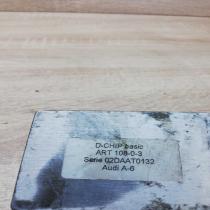 D-CHIP basic
ART 108-0-3
Serie 02DAAT0132
Audi A-6